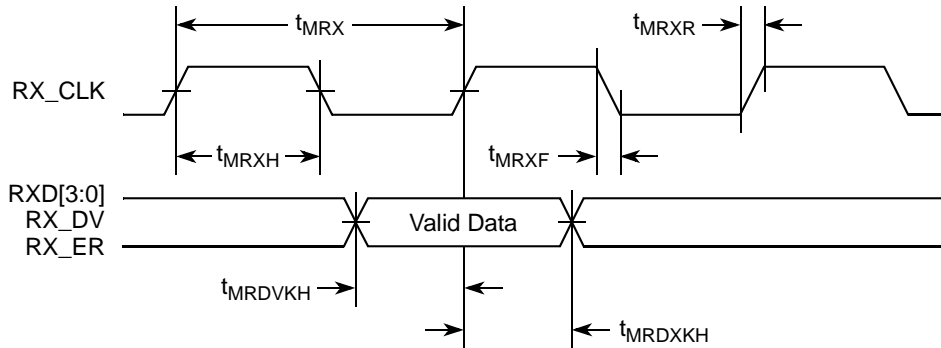 tMRX
tMRXR
RX_CLK
tMRXH
tMRXF
RXD[3:0]
RX_DV
RX_ER
Valid Data
tMRDVKH
tMRDXKH